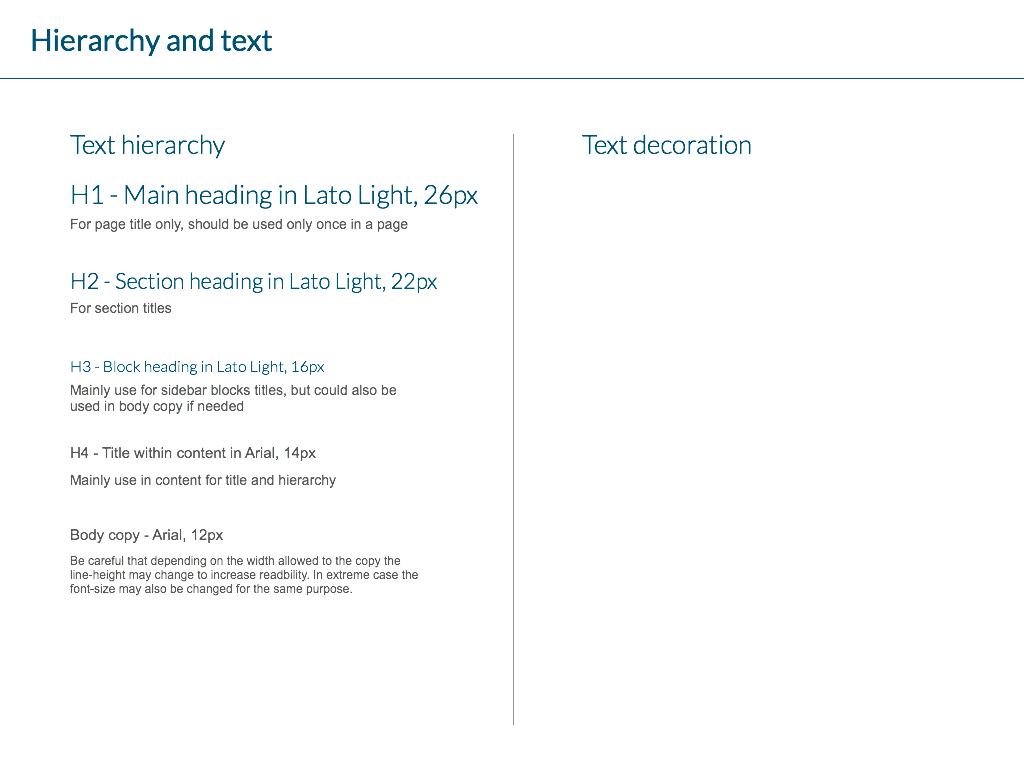 Hierarchy and text
Text hierarchy
H1 - Main heading in Lato Light, 26px
For page title only, should be used only once in a page
H2 - Section heading in Lato Light, 22px
For section titles
H3 - Block heading in Lato Light, 16px
Mainly use for sidebar blocks titles, but could also be
used in body copy if needed
H4 - Title within content in Arial, 14px
Mainly use in content for title and hierarchy
Body copy - Arial, 12px
Be careful that depending on the width allowed to the copy the
line-height may change to increase readbility. In extreme case the
font-size may also be changed for the same purpose.
Text decoration